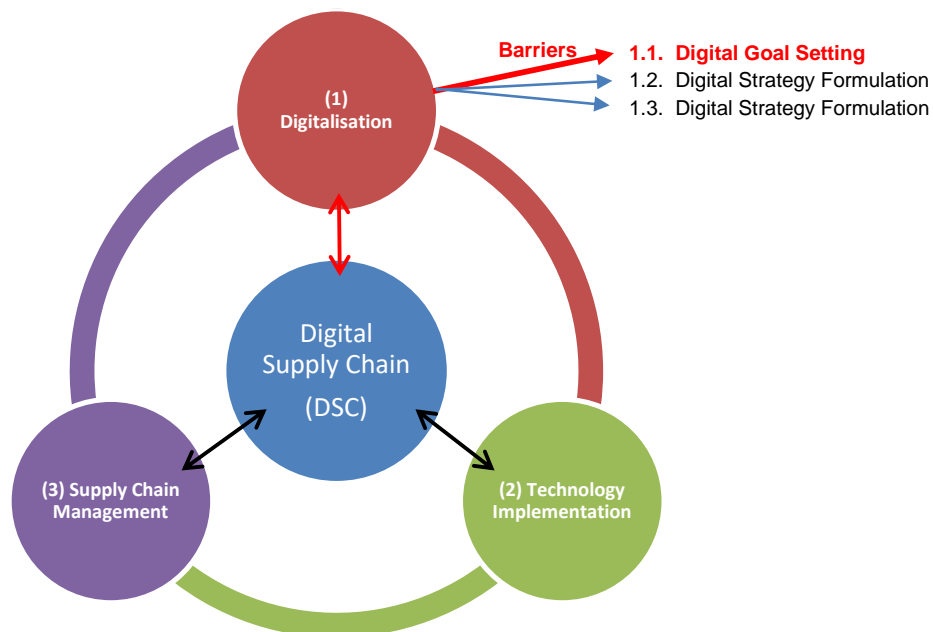 Barriers
1.1. Digital Goal Setting
1.2. Digital Strategy Formulation
1.3. Digital Strategy Formulation
(1)
Digitalisation
Digital
Supply Chain
(DSC)
(3) Supply Chain
Management
(2) Technology
Implementation